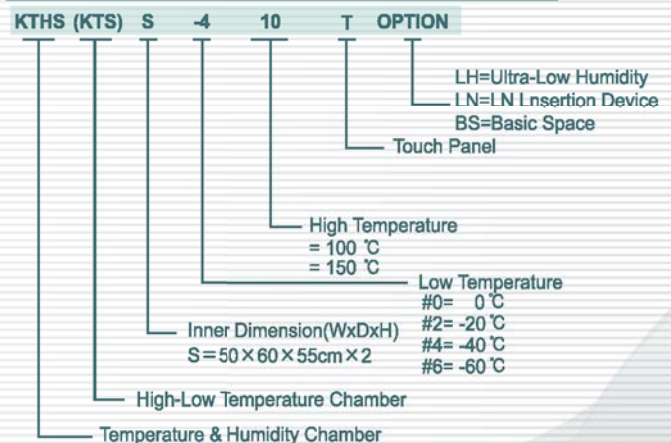 KTHS (KTS) S -4 10 T OPTION
LH=Ultra-Low Humidity
LN=LN Lnsertion Device
BS=Basic Space
Touch Panel
High Temperature
= 100 ℃
= 150 ℃
Low Temperature
#0= 0 ℃
#2= -20 ℃
#4= -40 ℃
#6= -60 ℃
Inner Dimension(WxDxH)
S=50×60×55cm×2
High-Low Temperature Chamber
Temperature & Humidity Chamber